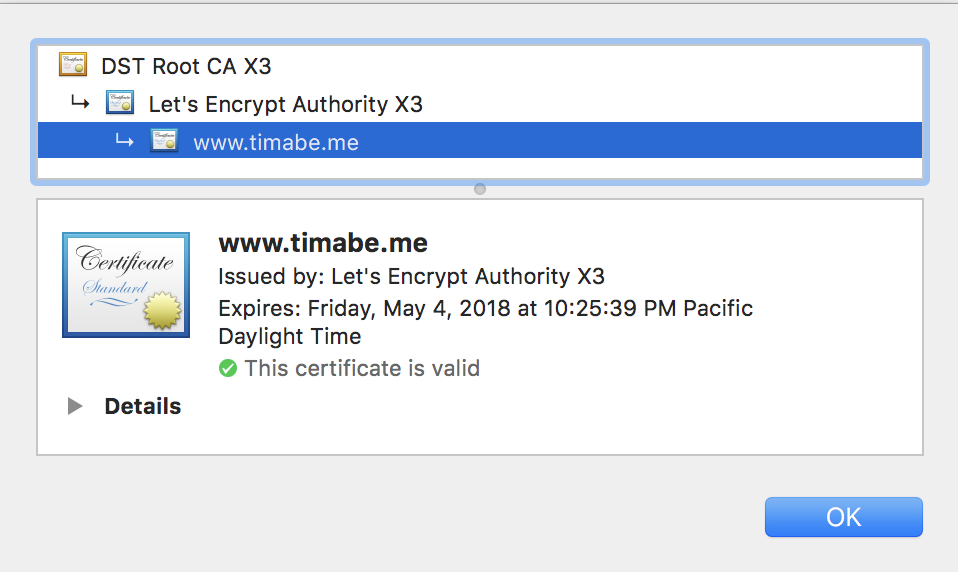 DST Root CA X3
Let's Encrypt Authority X3
www.timabe.me
Certificate
Standard
www.timabe.me
Issued by: Let's Encrypt Authority X3
Expires: Friday, May 4, 2018 at 10:25:39 PM Pacific
Daylight Time
This certificate is valid
Details
OK